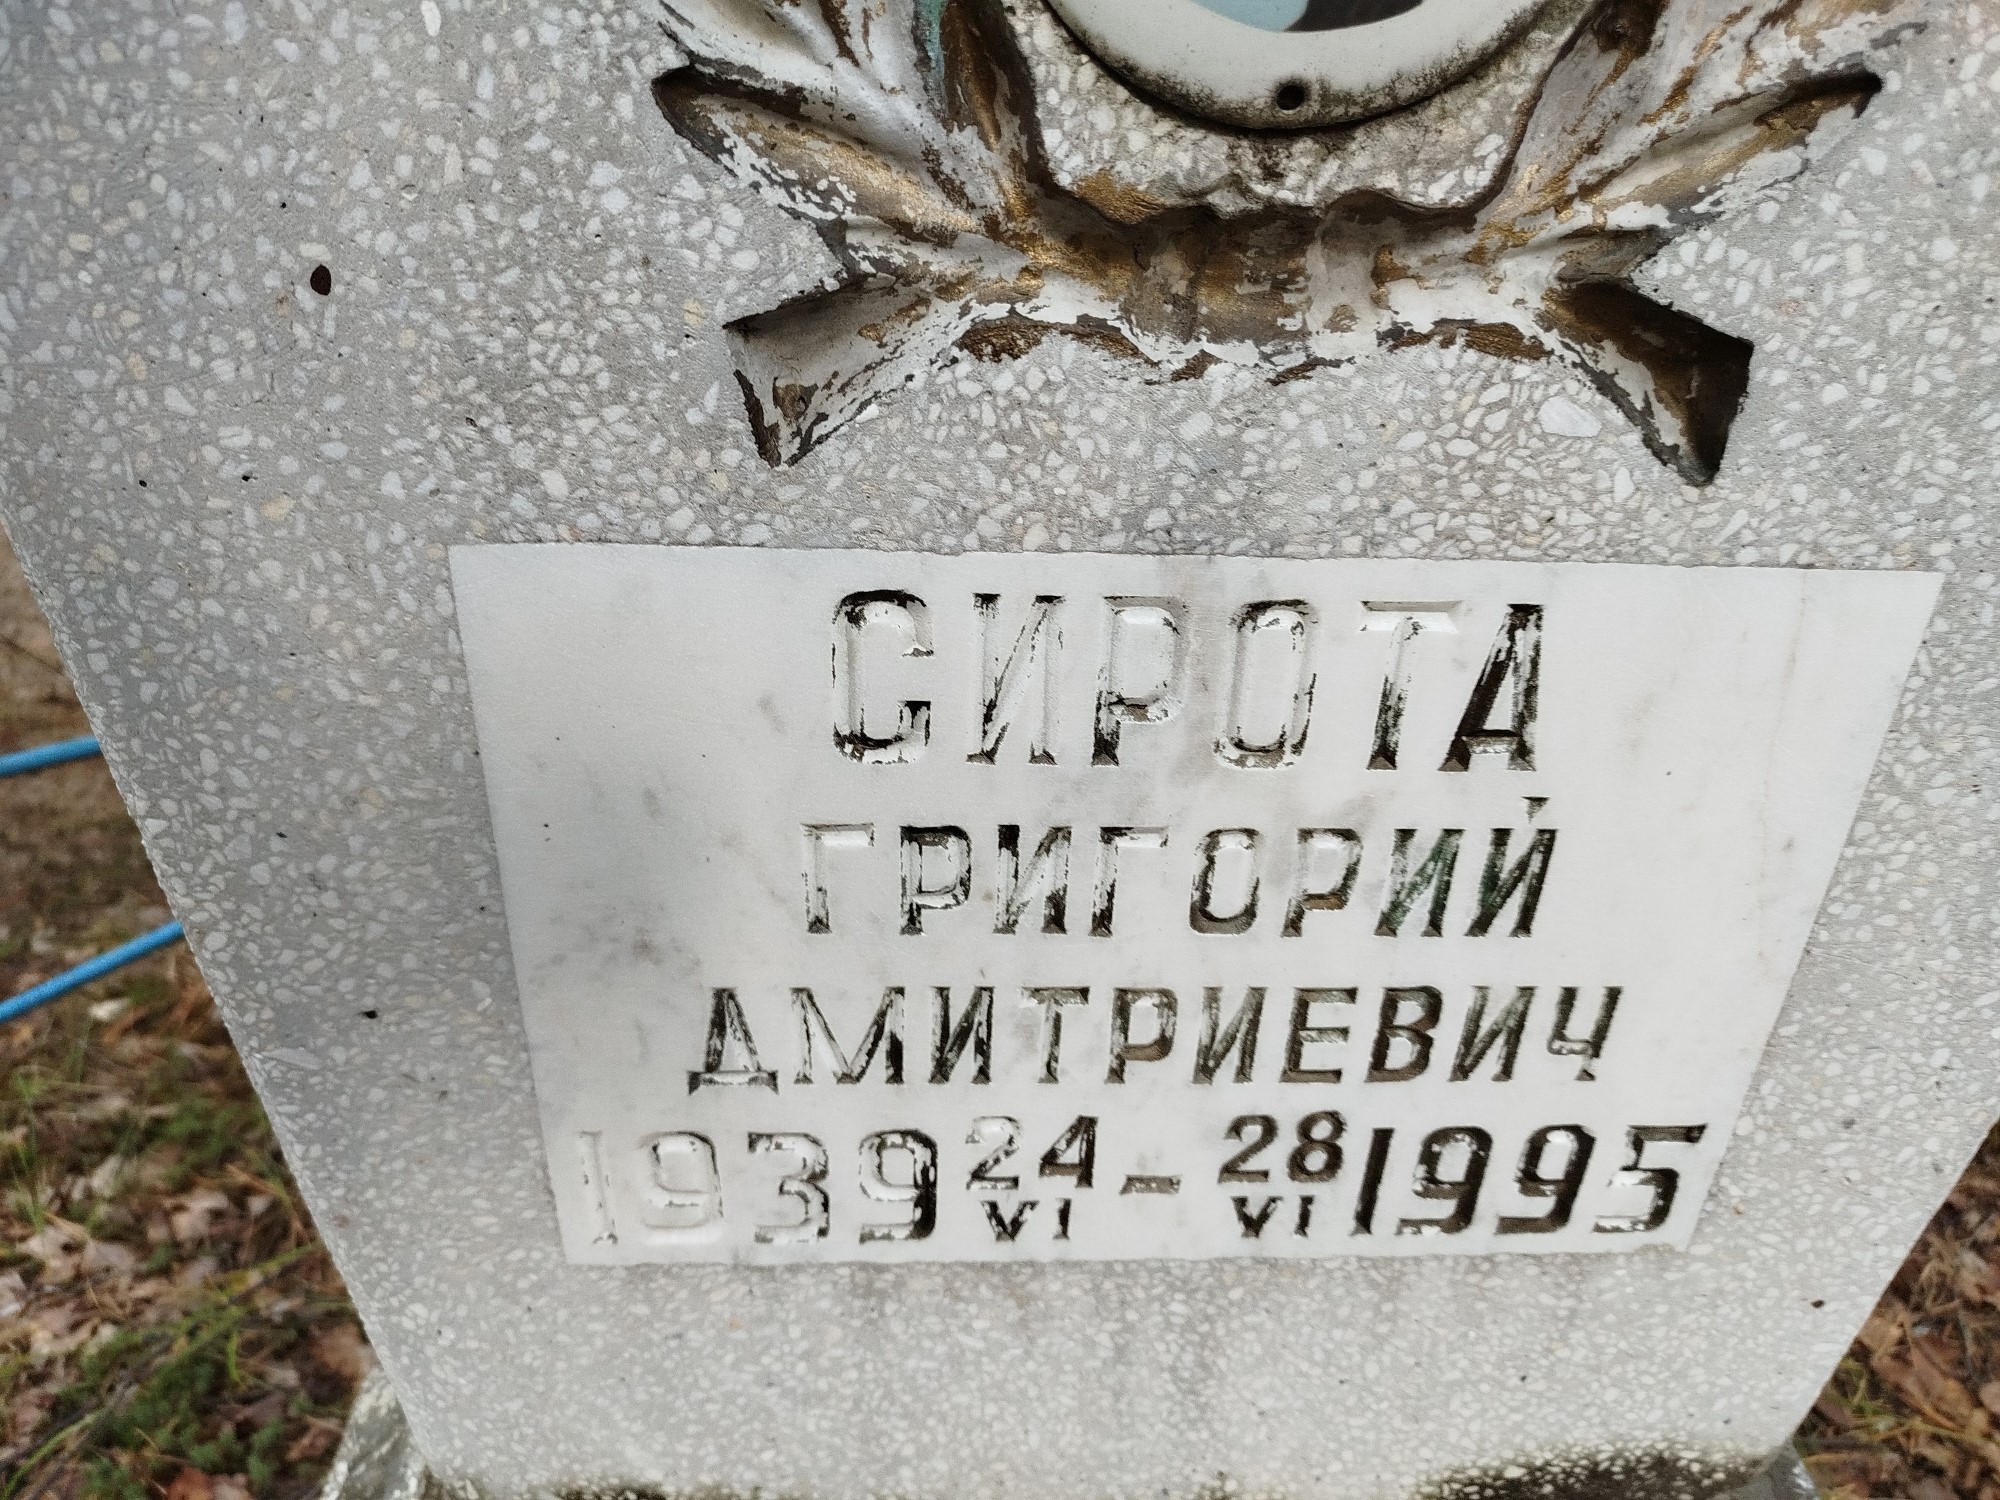 СИРОТА
ГРИГОРИЙ
ДМИТРИЕВИЧ
1939 24/VI – 28/VI 1995